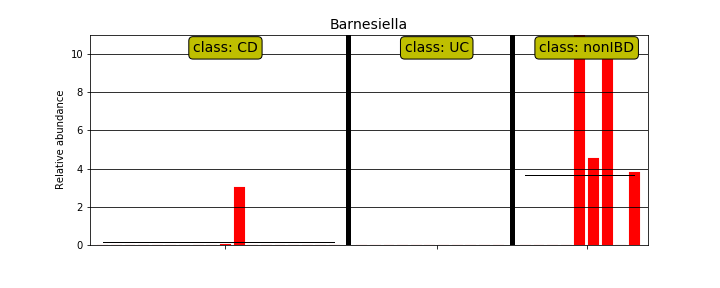 Barnesiella
class: CD
class: UC
class: nonIBD
Relative abundance
10
8
6
4
2
0